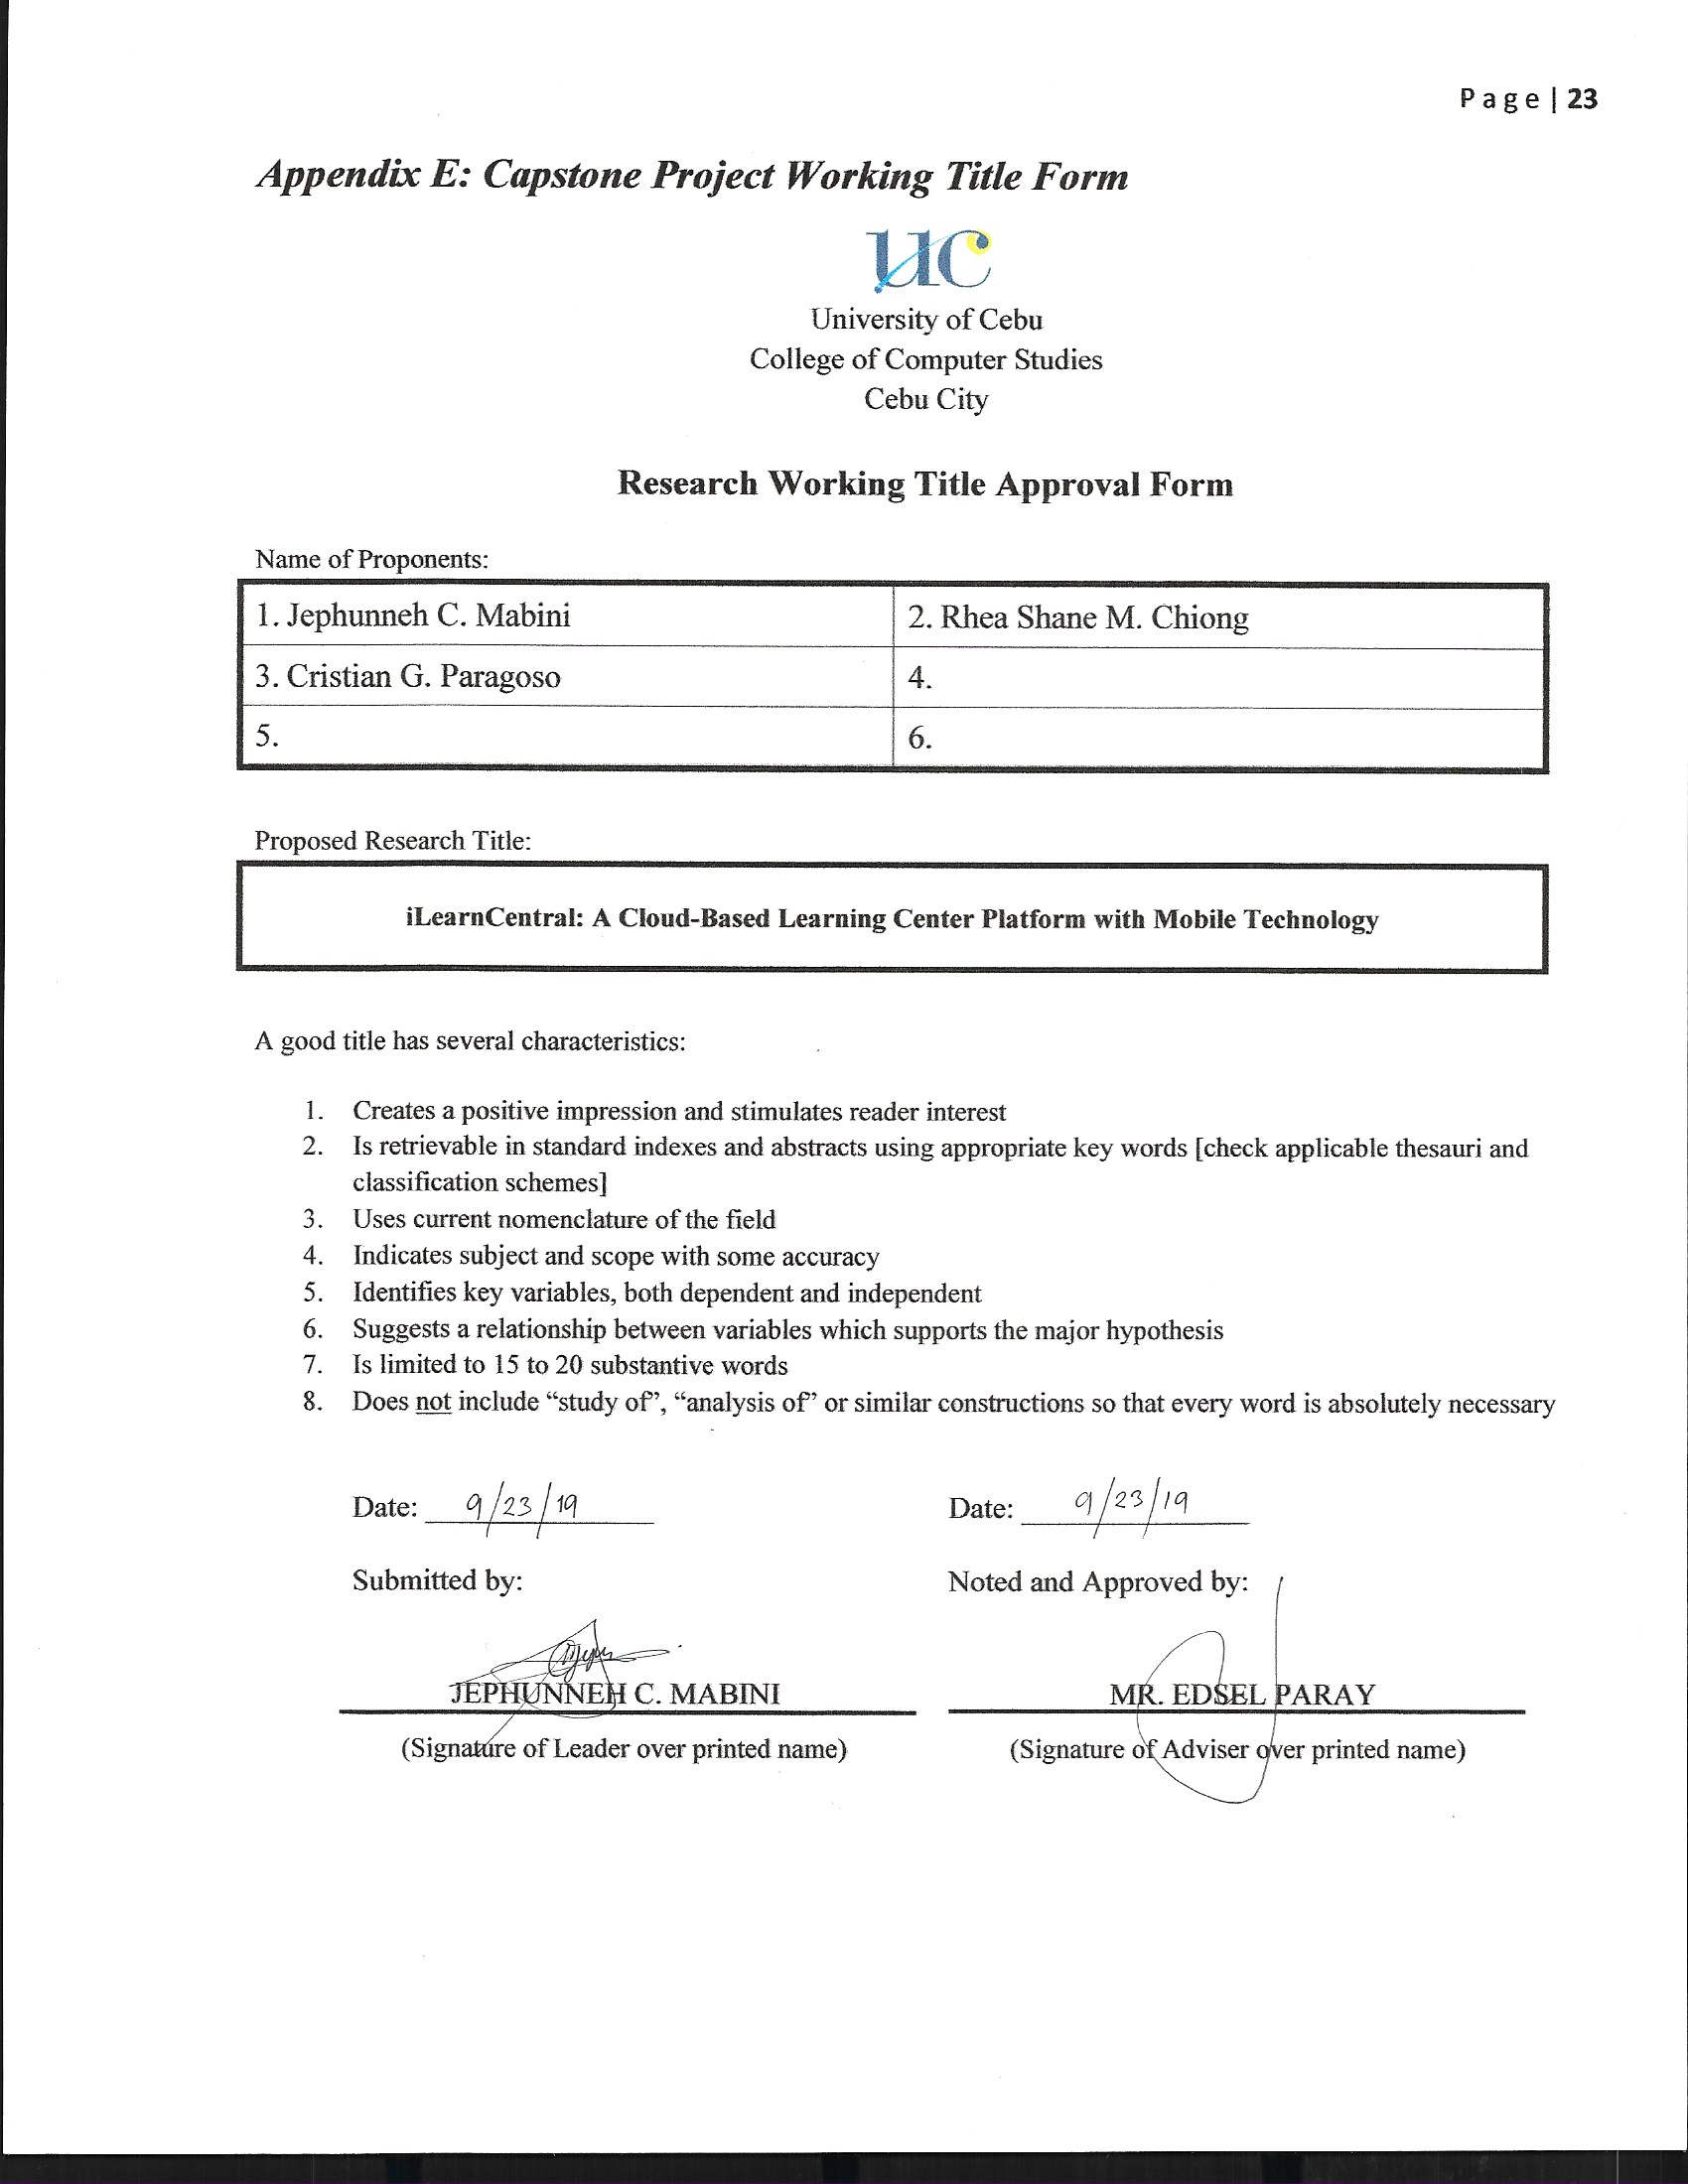 Page | 23
Appendix E: Capstone Project Working Title Form
UC
University of Cebu
College of Computer Studies
Cebu City
Research Working Title Approval Form
Name of Proponents:
1. Jephunneh C. Mabini
2. Rhea Shane M. Chiong
3. Cristian G. Paragoso
4.
5.
6.
Proposed Research Title:
iLearnCentral: A Cloud-Based Learning Center Platform with Mobile Technology
A good title has several characteristics:
1. Creates a positive impression and stimulates reader interest
2. Is retrievable in standard indexes and abstracts using appropriate key words [check applicable thesauri and
classification schemes]
3. Uses current nomenclature of the field
4. Indicates subject and scope with some accuracy
5. Identifies key variables, both dependent and independent
6. Suggests a relationship between variables which supports the major hypothesis
7. Is limited to 15 to 20 substantive words
8. Does not include “study of”, “analysis of” or similar constructions so that every word is absolutely necessary
Date: 9/23/19
Date: 9/23/19
Submitted by:
Noted and Approved by:
JEPHUNNEH C. MABINI
MR. EDSEL PARAY
(Signature of Leader over printed name)
(Signature of Adviser over printed name)